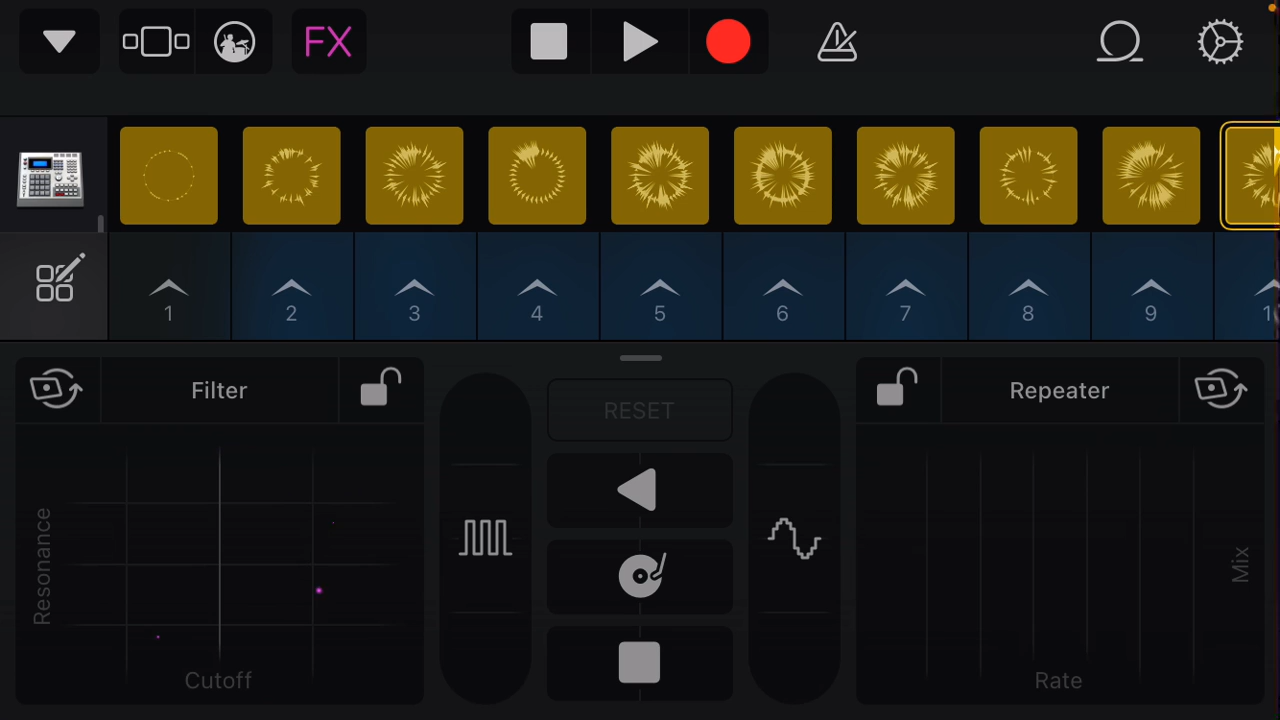 FX
1 2 3 4 5 6 7 8 9
Filter
RESET
Repeater
Resonance
Mix
Cutoff
Rate